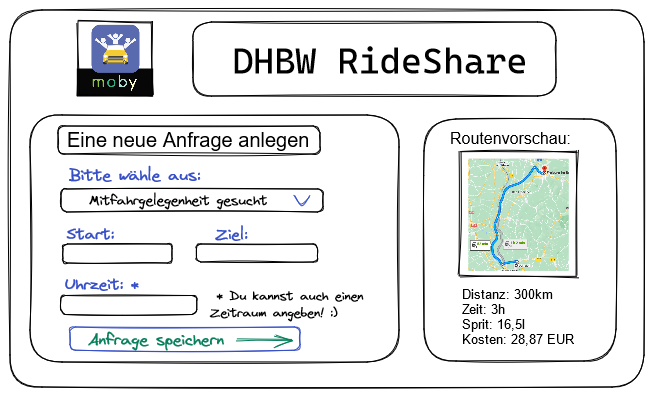 moby
DHBW RideShare
Eine neue Anfrage anlegen
Bitte wähle aus:
Mitfahrgelegenheit gesucht
Start:
Ziel:
Uhrzeit: *
* Du kannst auch einen
Zeitraum angeben! :)
Anfrage speichern
Routenvorschau:
Distanz: 300km
Zeit: 3h
Sprit: 16,5l
Kosten: 28,87 EUR